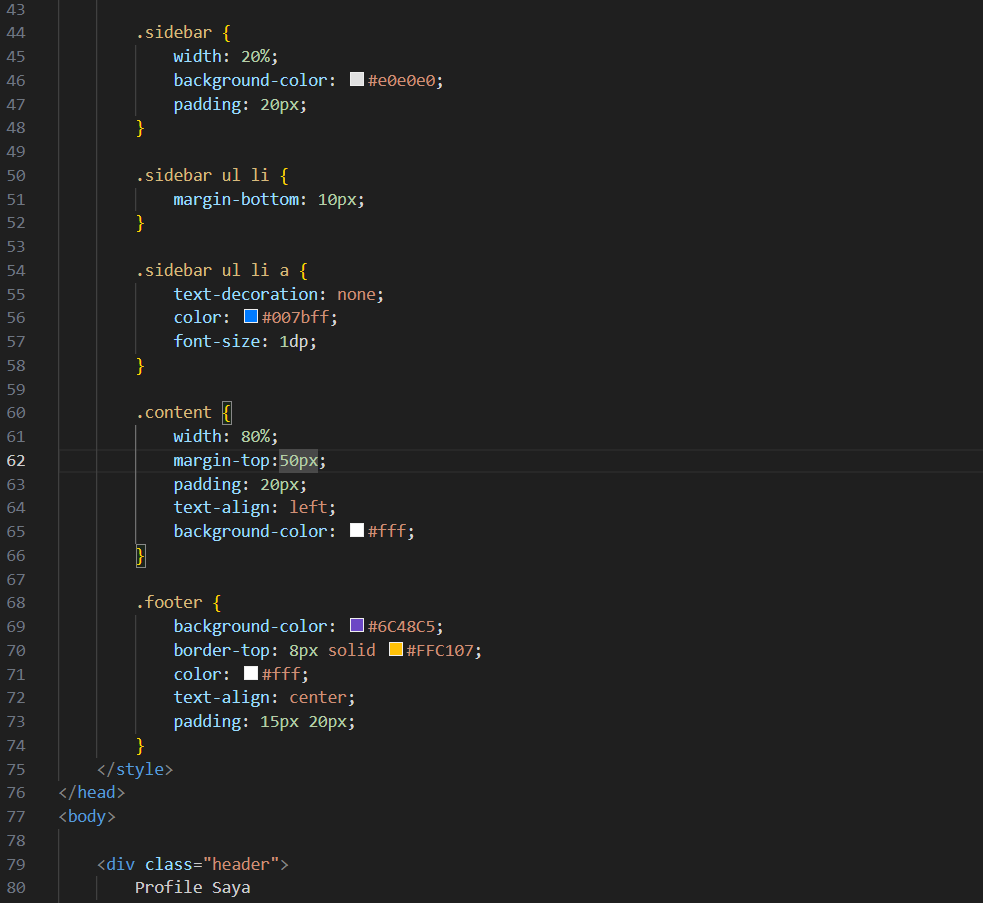 43
44 .sidebar {
45 width: 20%;
46 background-color: #e0e0e0;
47 padding: 20px;
48 }
49
50 .sidebar ul li {
51 margin-bottom: 10px;
52 }
53
54 .sidebar ul li a {
55 text-decoration: none;
56 color: #007bff;
57 font-size: 1dp;
58 }
59
60 .content {
61 width: 80%;
62 margin-top:50px;
63 padding: 20px;
64 text-align: left;
65 background-color: #fff;
66 }
67
68 .footer {
69 background-color: #6C48C5;
70 border-top: 8px solid #FFC107;
71 color: #fff;
72 text-align: center;
73 padding: 15px 20px;
74 }
75 </style>
76 </head>
77 <body>
78
79 <div class="header">
80 Profile Saya